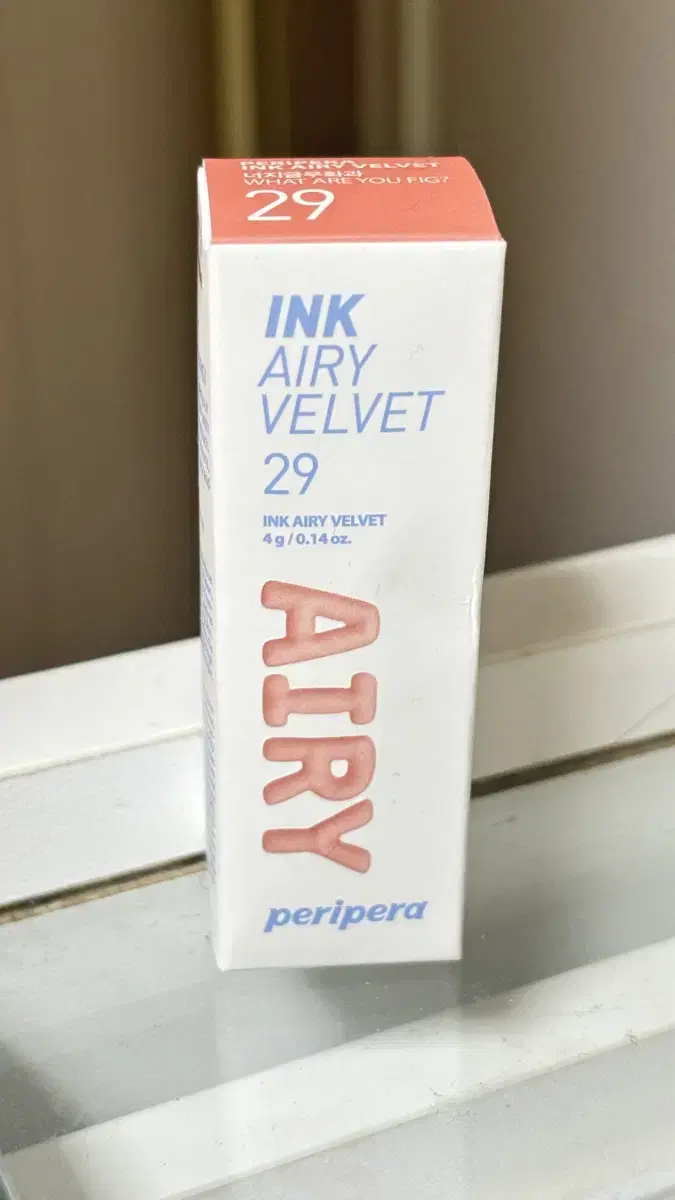 PERIPERA
INK AIRY VELVET
너지금무화과
WHAT ARE YOU FIG?
29
INK
AIRY
VELVET
29
INK AIRY VELVET
4 g / 0.14 oz.
AIRY
peripera